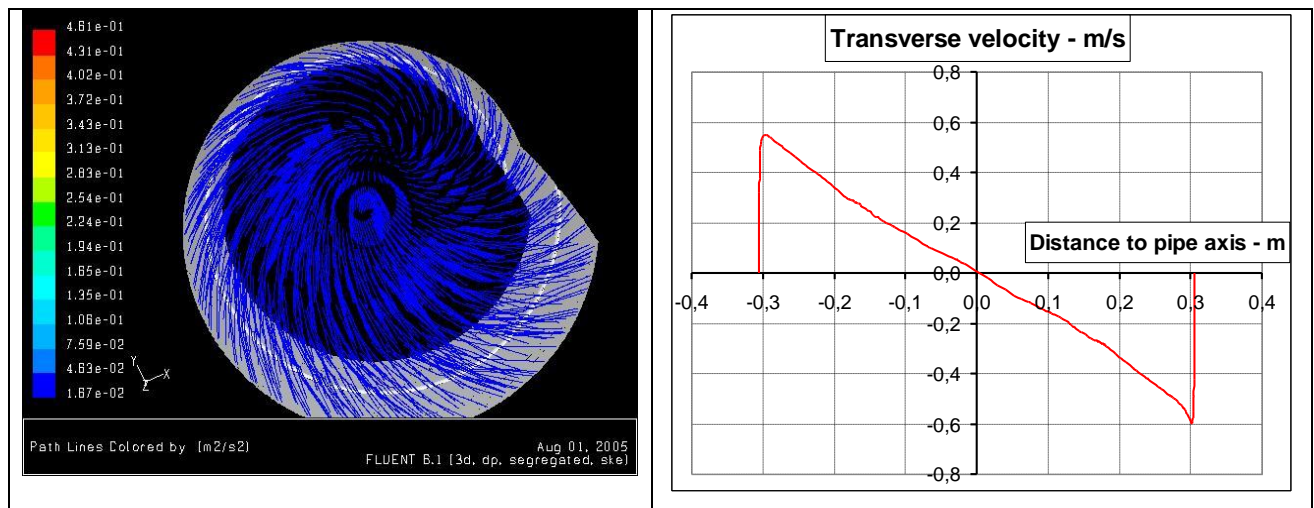 4.61e-01
4.31e-01
4.02e-01
3.72e-01
3.43e-01
3.13e-01
2.83e-01
2.54e-01
2.24e-01
1.94e-01
1.65e-01
1.35e-01
1.06e-01
7.59e-02
4.63e-02
1.67e-02
Y
X
Z
Path Lines Colored by (m2/s2)
Aug 01, 2005
FLUENT 6.1 (3d, dp, segregated, ske)
Transverse velocity - m/s
0,8
0,6
0,4
0,2
0,0
-0,2
-0,4
-0,6
-0,8
Distance to pipe axis - m
-0,4 -0,3 -0,2 -0,1 0,0 0,1 0,2 0,3 0,4